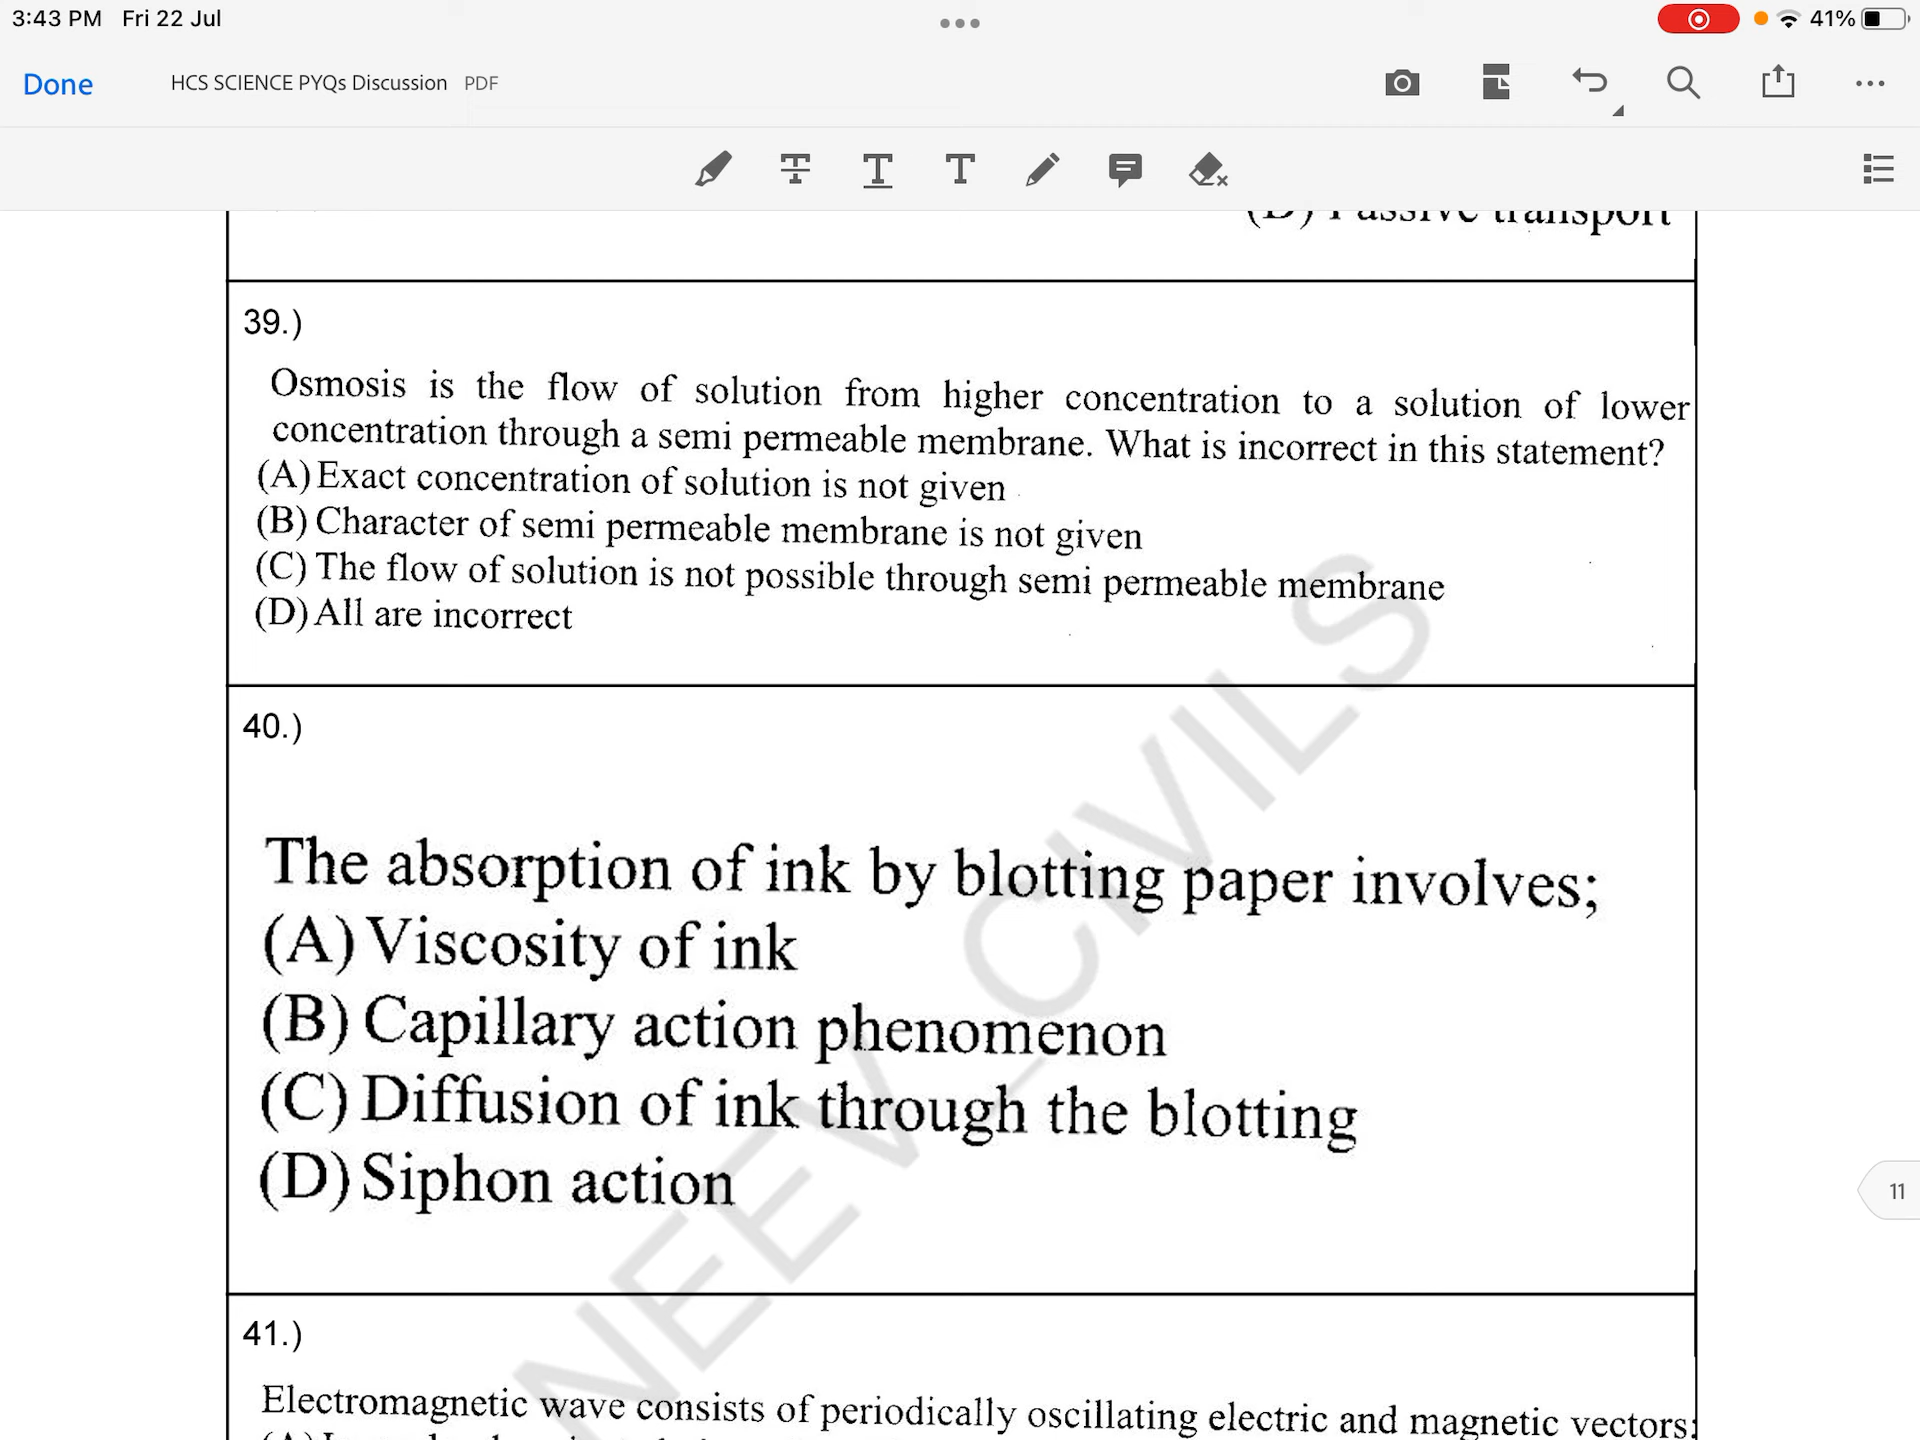 3:43 PM Fri 22 Jul
41%
Done
HCS SCIENCE PYQs Discussion PDF
(D) Passive transport
39.)
Osmosis is the flow of solution from higher concentration to a solution of lower
concentration through a semi permeable membrane. What is incorrect in this statement?
(A) Exact concentration of solution is not given
(B) Character of semi permeable membrane is not given
(C) The flow of solution is not possible through semi permeable membrane
(D) All are incorrect
40.)
The absorption of ink by blotting paper involves;
(A) Viscosity of ink
(B) Capillary action phenomenon
(C) Diffusion of ink through the blotting
(D) Siphon action
11
41.)
Electromagnetic wave consists of periodically oscillating electric and magnetic vectors;
NEEV_CIVILS